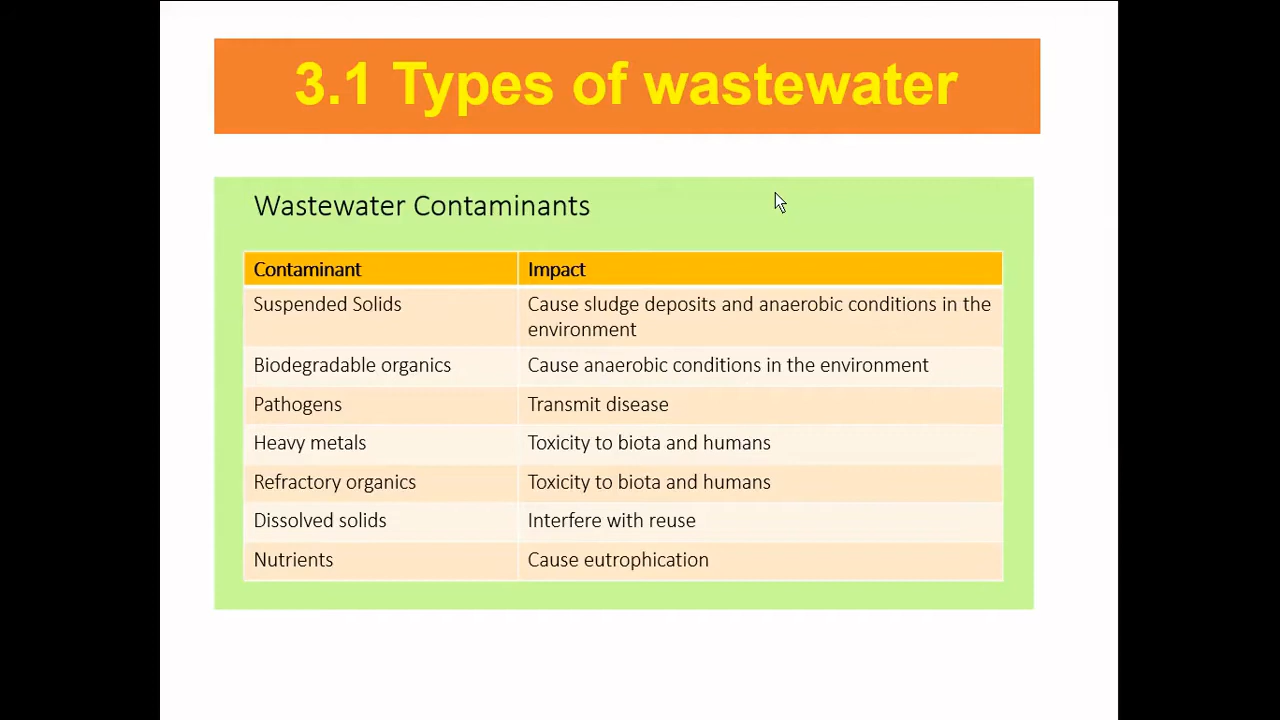 3.1 Types of wastewater
Wastewater Contaminants
Contaminant Impact
Suspended Solids Cause sludge deposits and anaerobic conditions in the
environment
Biodegradable organics Cause anaerobic conditions in the environment
Pathogens Transmit disease
Heavy metals Toxicity to biota and humans
Refractory organics Toxicity to biota and humans
Dissolved solids Interfere with reuse
Nutrients Cause eutrophication